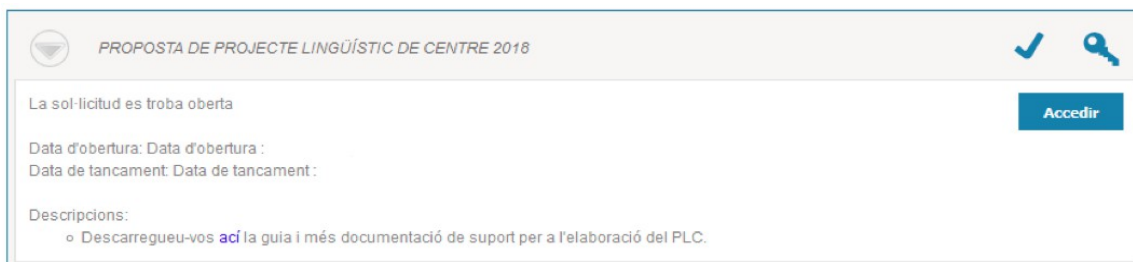 PROPOSTA DE PROJECTE LINGÜÍSTIC DE CENTRE 2018
La sol·licitud es troba oberta
Accedir
Data d'obertura: Data d'obertura :
Data de tancament: Data de tancament :
Descripcions:
Descarregueu-vos ací la guia i més documentació de suport per a l'elaboració del PLC.